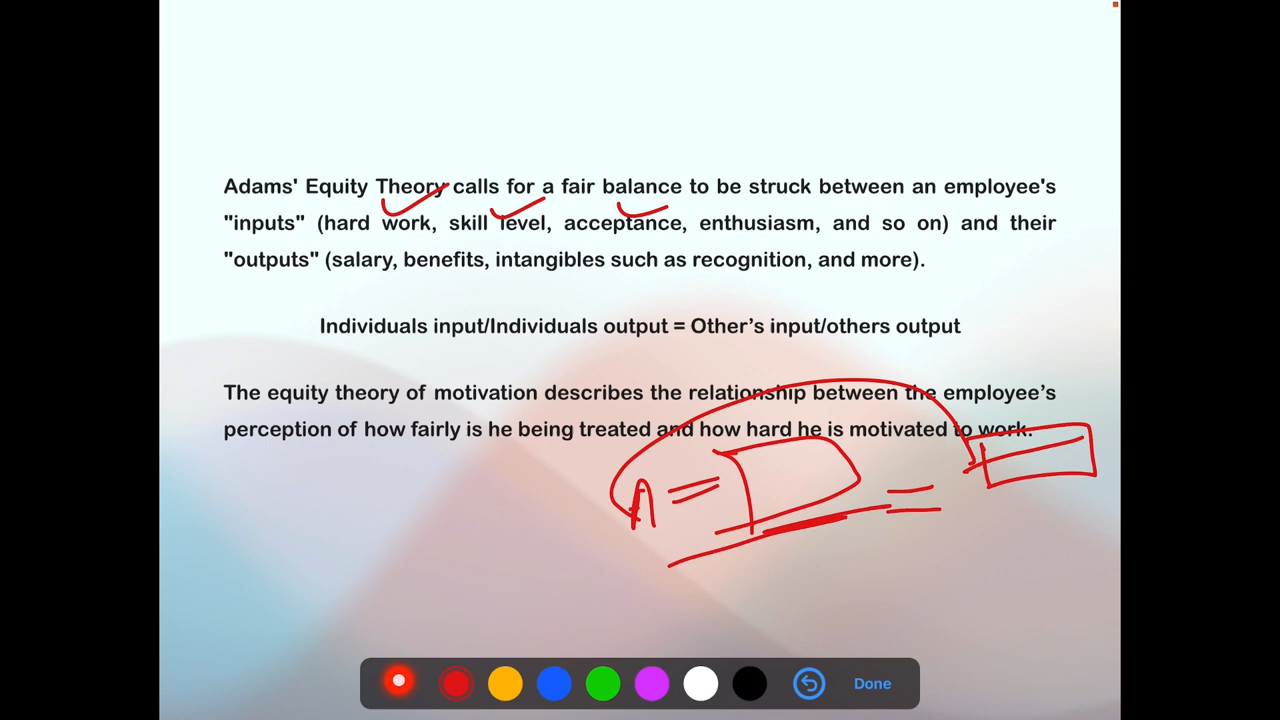 Adams' Equity Theory calls for a fair balance to be struck between an employee's
"inputs" (hard work, skill level, acceptance, enthusiasm, and so on) and their
"outputs" (salary, benefits, intangibles such as recognition, and more).
Individuals input/Individuals output = Other’s input/others output
The equity theory of motivation describes the relationship between the employee’s
perception of how fairly is he being treated and how hard he is motivated to work.
Done